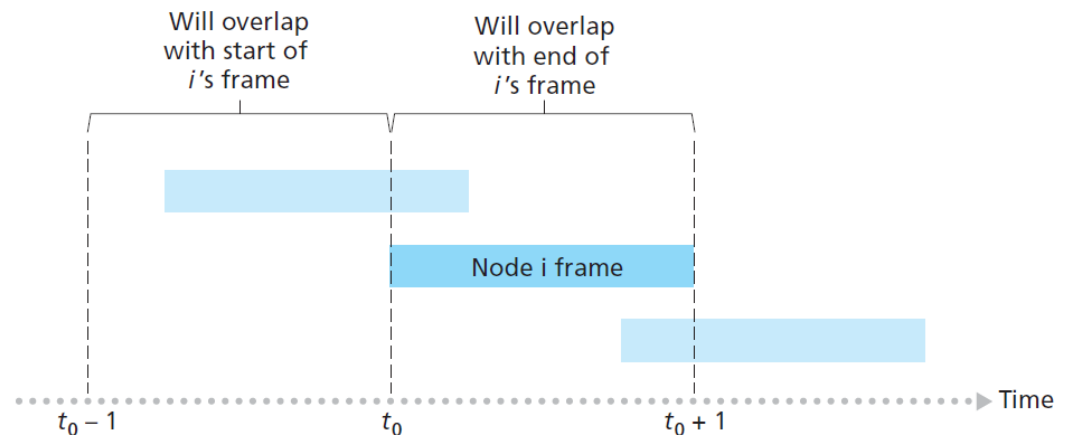 Will overlap
with start of
i's frame
Will overlap
with end of
i's frame
Node i frame
t₀ – 1
t₀
t₀ + 1
Time